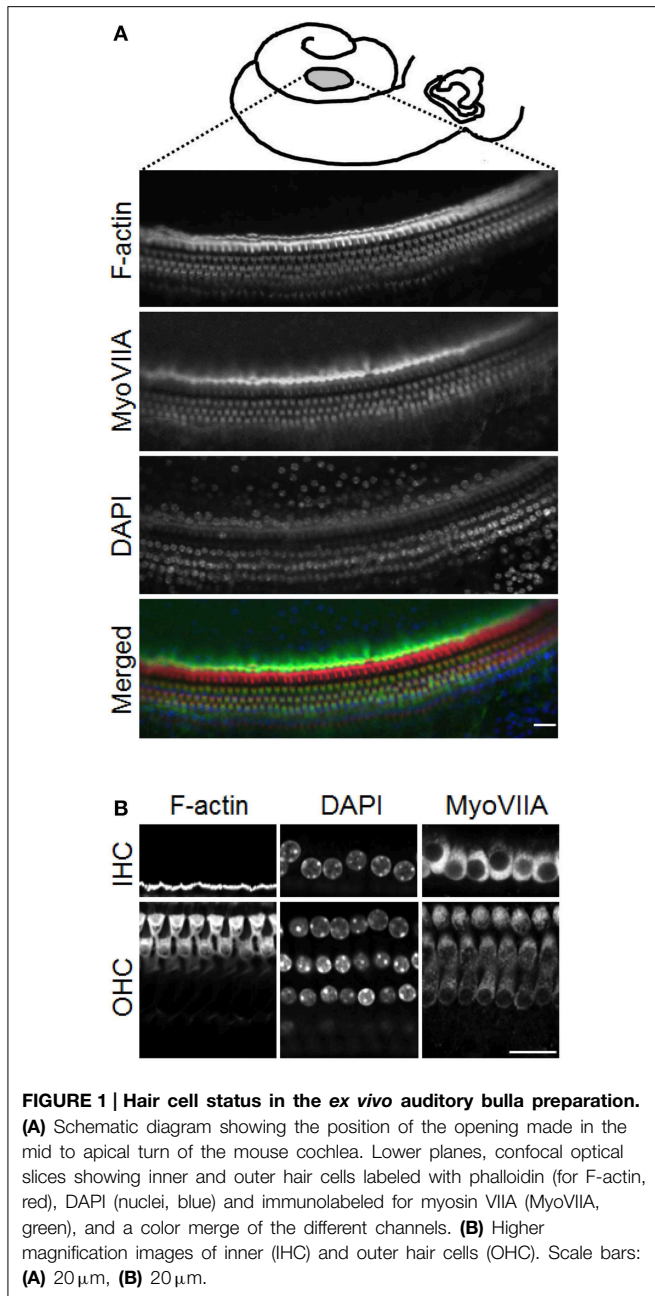 A
F-actin
MyoVIIA
DAPI
Merged
B
F-actin DAPI MyoVIIA
IHC
OHC
FIGURE 1 | Hair cell status in the ex vivo auditory bulla preparation.
(A) Schematic diagram showing the position of the opening made in the
mid to apical turn of the mouse cochlea. Lower planes, confocal optical
slices showing inner and outer hair cells labeled with phalloidin (for F-actin,
red), DAPI (nuclei, blue) and immunolabeled for myosin VIIA (MyoVIIA,
green), and a color merge of the different channels. (B) Higher
magnification images of inner (IHC) and outer hair cells (OHC). Scale bars:
(A) 20 μm, (B) 20 μm.